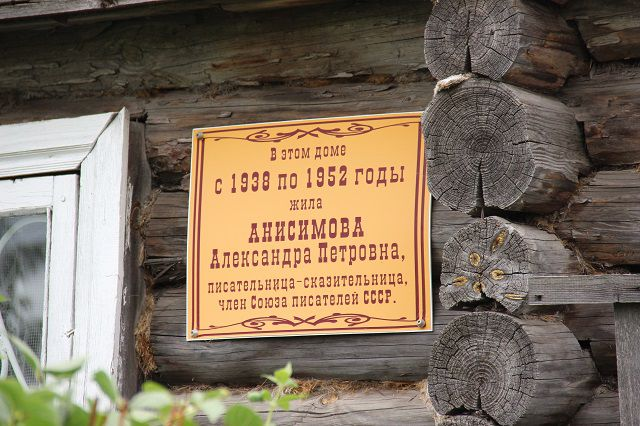 В этом доме
с 1938 по 1952 годы
жила
АНИСИМОВА
Александра Петровна,
писательница-сказительница,
член Союза писателей СССР.